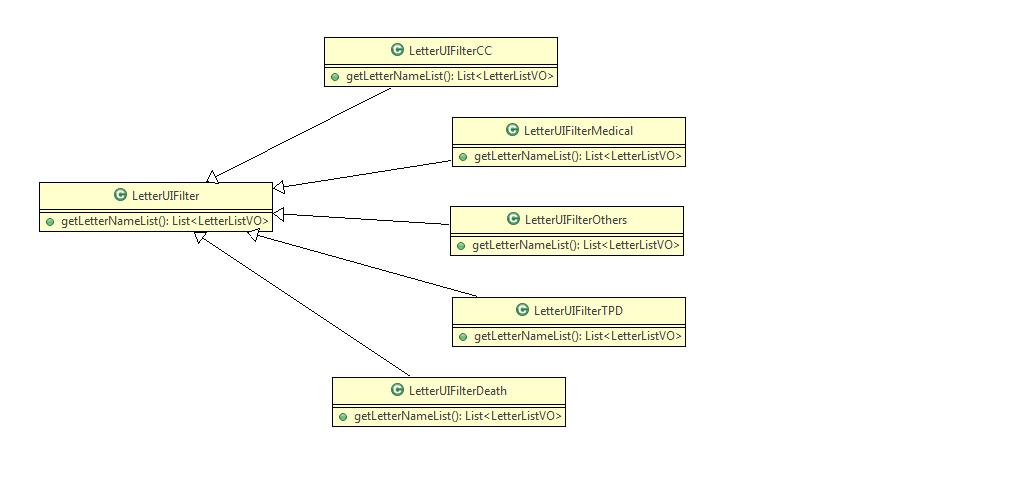 C LetterUIFilterCC
getLetterNameList(): List<LetterListVO>
C LetterUIFilterMedical
getLetterNameList(): List<LetterListVO>
C LetterUIFilter
getLetterNameList(): List<LetterListVO>
C LetterUIFilterOthers
getLetterNameList(): List<LetterListVO>
C LetterUIFilterTPD
getLetterNameList(): List<LetterListVO>
C LetterUIFilterDeath
getLetterNameList(): List<LetterListVO>